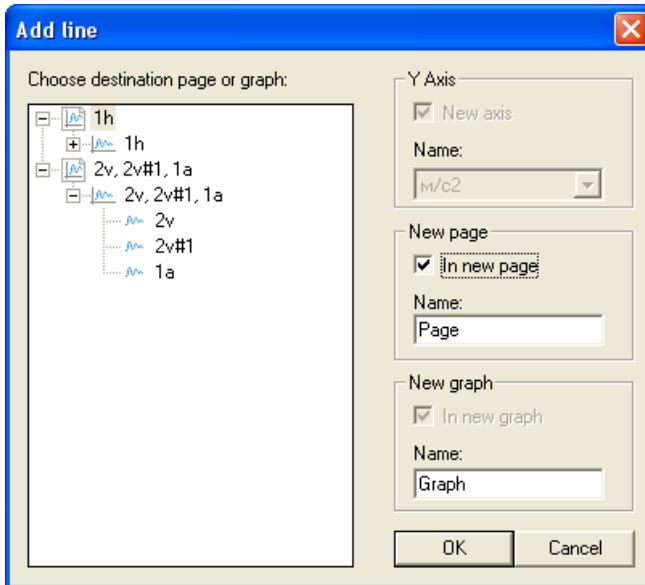 Add line
Choose destination page or graph:
1h
1h
2v, 2v#1, 1a
2v, 2v#1, 1a
2v
2v#1
1a
Y Axis
New axis
Name:
м/с2
New page
In new page
Name:
Page
New graph
In new graph
Name:
Graph
OK
Cancel